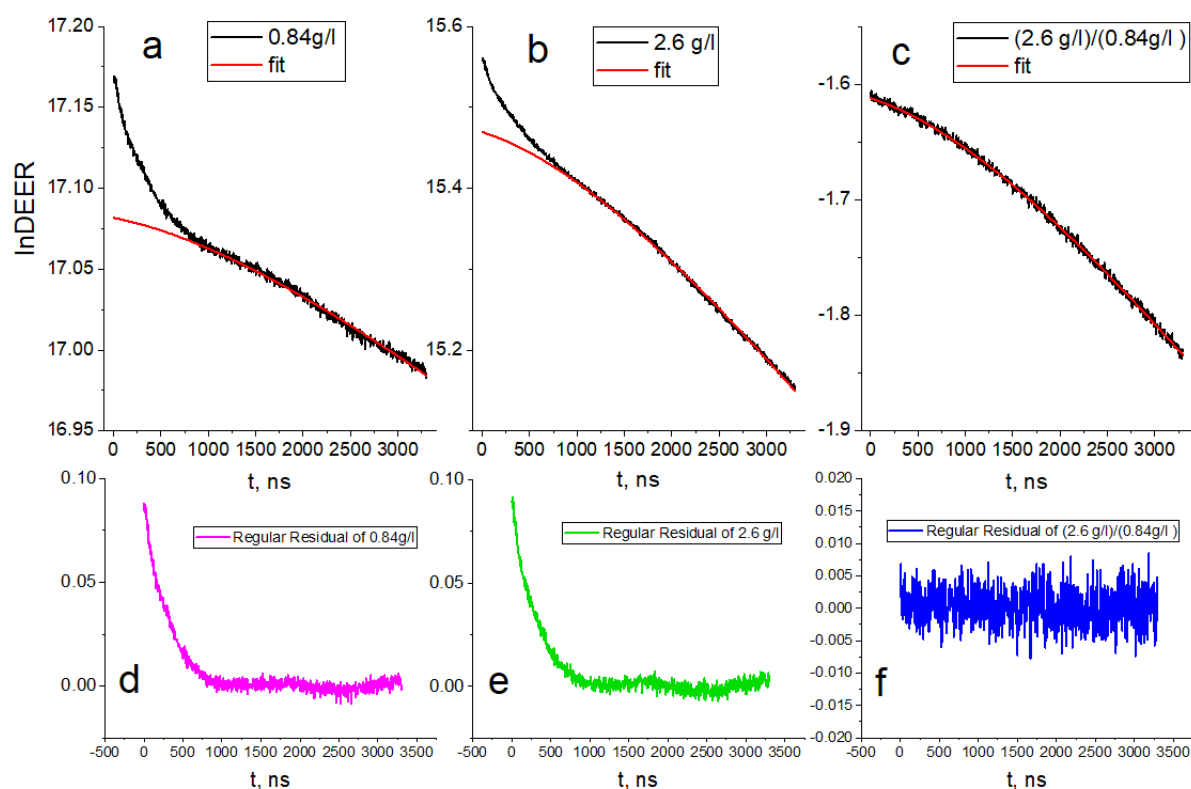 a
0.84g/l
fit
b
2.6 g/l
fit
c
(2.6 g/l)/(0.84g/l )
fit
lnDEER
17.20
17.15
17.10
17.05
17.00
16.95
0 500 1000 1500 2000 2500 3000
t, ns
15.6
15.4
15.2
0 500 1000 1500 2000 2500 3000
t, ns
-1.6
-1.7
-1.8
-1.9
0 500 1000 1500 2000 2500 3000
t, ns
Regular Residual of 0.84g/l
0.10
0.05
0.00
d
-500 0 500 1000 1500 2000 2500 3000 3500
t, ns
Regular Residual of 2.6 g/l
0.10
0.05
0.00
e
-500 0 500 1000 1500 2000 2500 3000 3500
t, ns
Regular Residual of (2.6 g/l)/(0.84g/l )
0.020
0.015
0.010
0.005
0.000
-0.005
-0.010
-0.015
-0.020
f
-500 0 500 1000 1500 2000 2500 3000 3500
t, ns